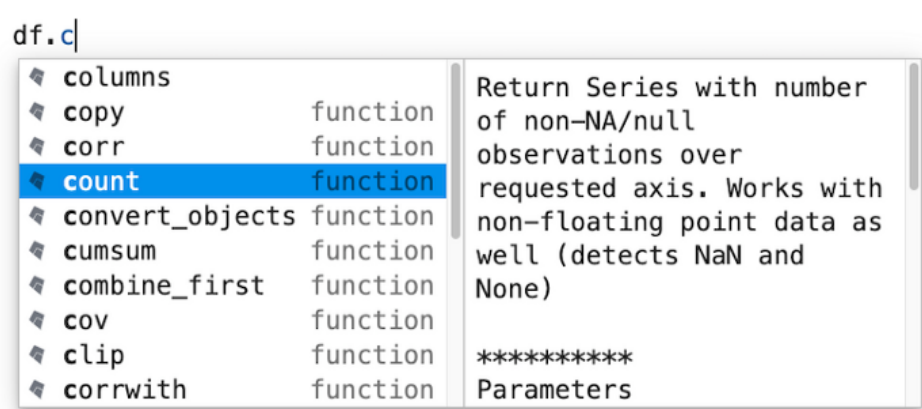 df.c
columns
copy function
corr function
count function
convert_objects function
cumsum function
combine_first function
cov function
clip function
corrwith function
Return Series with number
of non-NA/null
observations over
requested axis. Works with
non-floating point data as
well (detects NaN and
None)
**********
Parameters